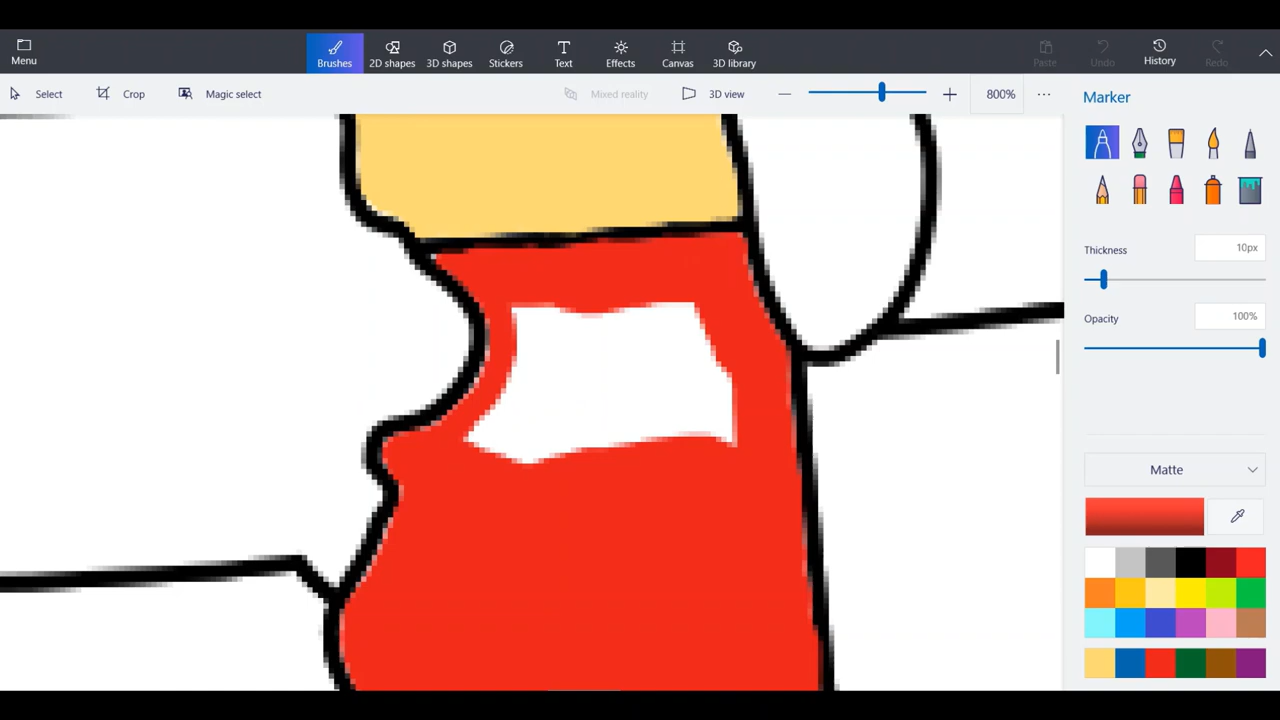 Menu
Brushes
2D shapes
3D shapes
Stickers
Text
Effects
Canvas
3D library
Paste
Undo
History
Redo
Select
Crop
Magic select
Mixed reality
3D view
800%
Marker
Thickness
10px
Opacity
100%
Matte